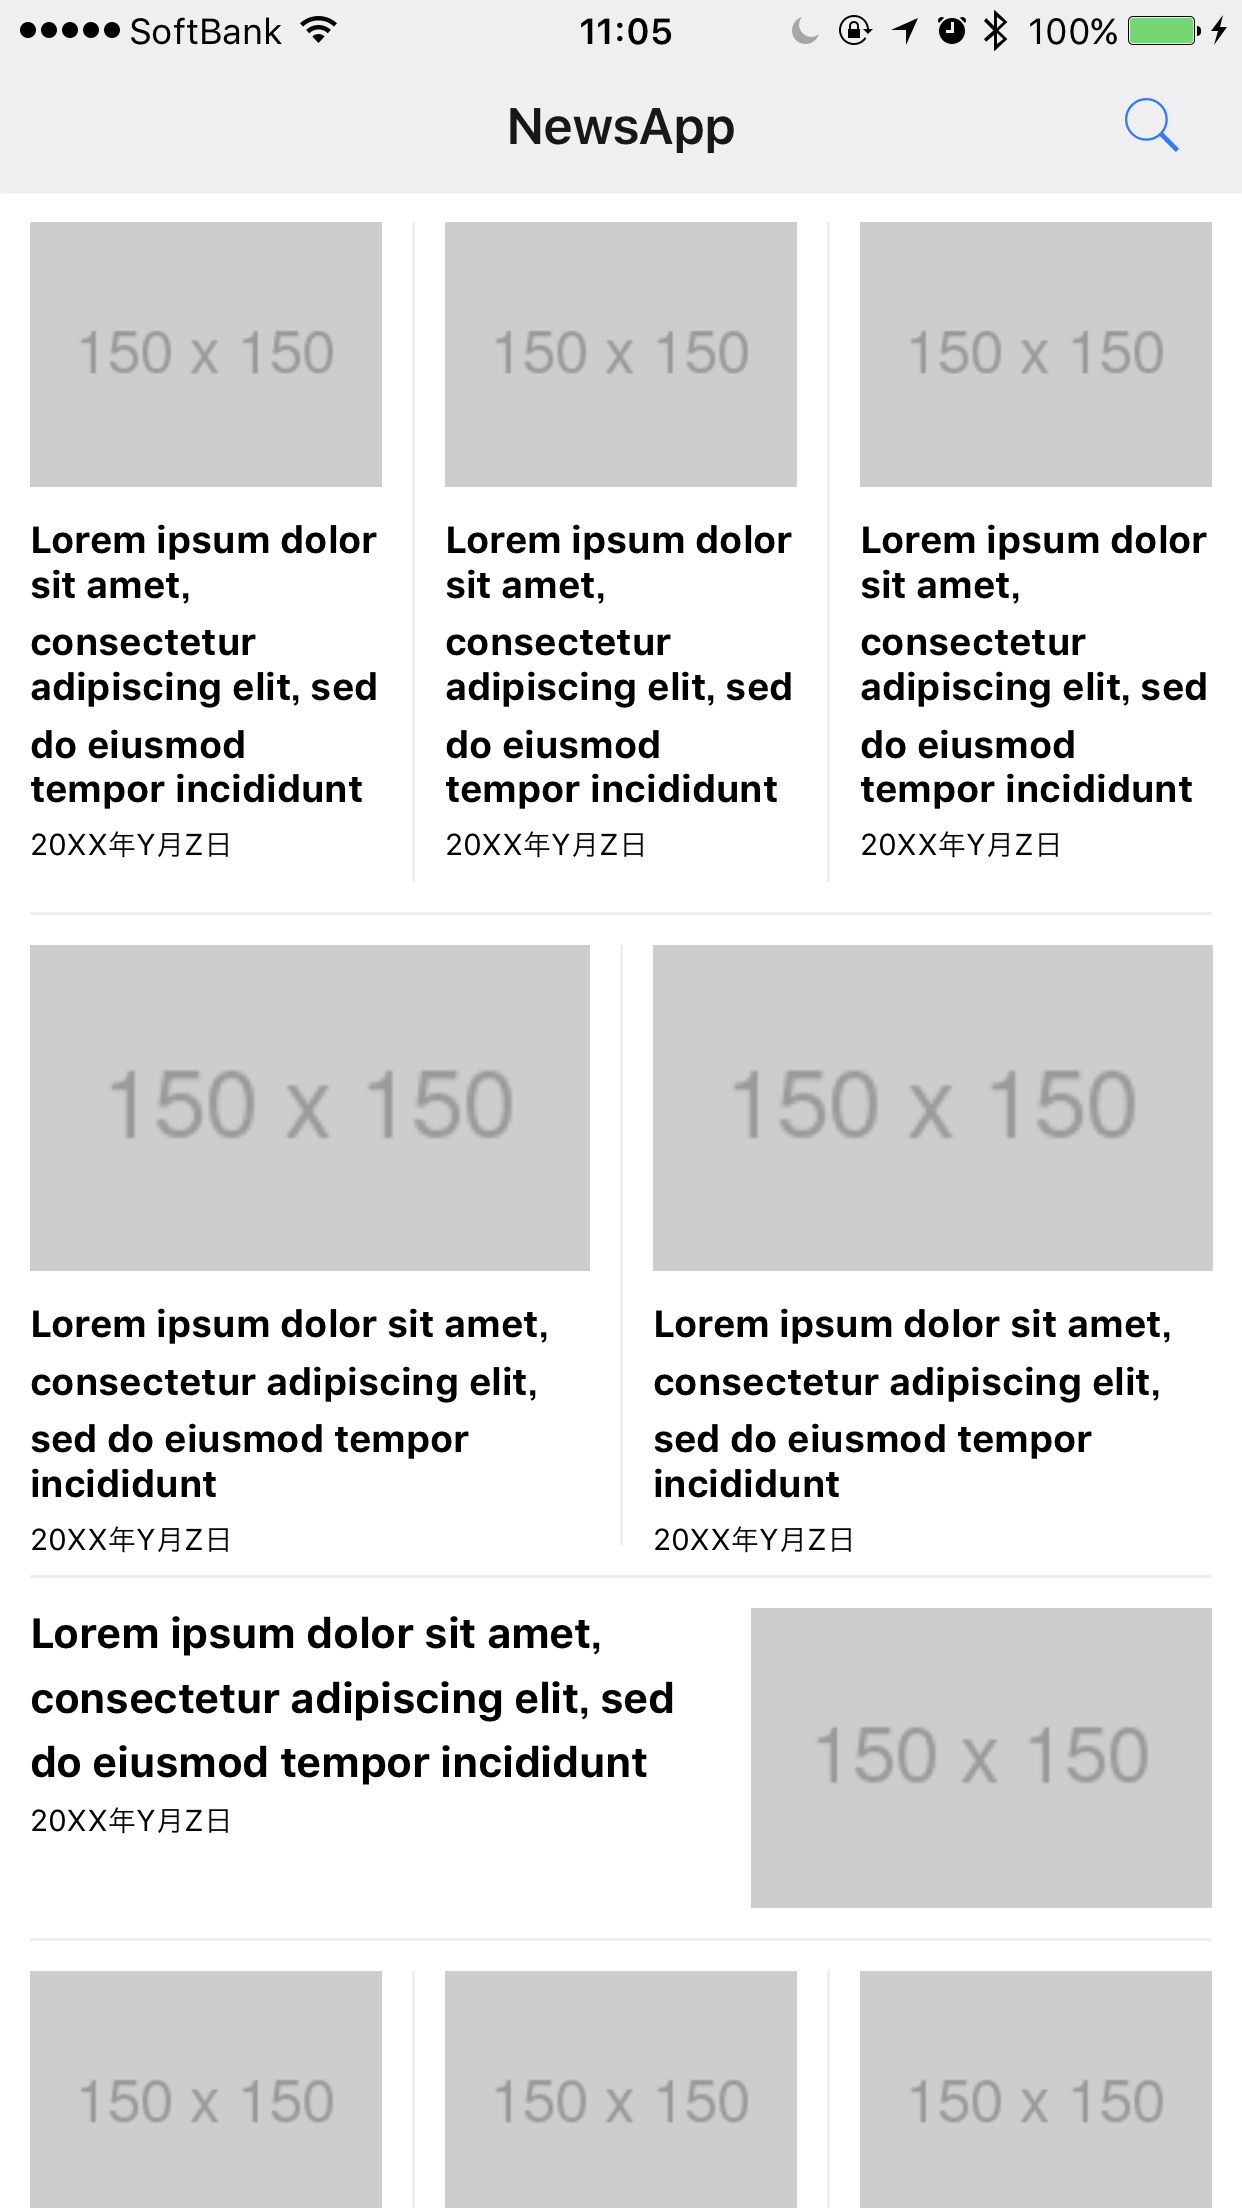 SoftBank 11:05 100%
NewsApp
150 x 150
150 x 150
150 x 150
Lorem ipsum dolor
sit amet,
consectetur
adipiscing elit, sed
do eiusmod
tempor incididunt
20XX年Y月Z日
Lorem ipsum dolor
sit amet,
consectetur
adipiscing elit, sed
do eiusmod
tempor incididunt
20XX年Y月Z日
Lorem ipsum dolor
sit amet,
consectetur
adipiscing elit, sed
do eiusmod
tempor incididunt
20XX年Y月Z日
150 x 150
150 x 150
Lorem ipsum dolor sit amet,
consectetur adipiscing elit,
sed do eiusmod tempor
incididunt
20XX年Y月Z日
Lorem ipsum dolor sit amet,
consectetur adipiscing elit,
sed do eiusmod tempor
incididunt
20XX年Y月Z日
Lorem ipsum dolor sit amet,
consectetur adipiscing elit, sed
do eiusmod tempor incididunt
20XX年Y月Z日
150 x 150
150 x 150
150 x 150
150 x 150